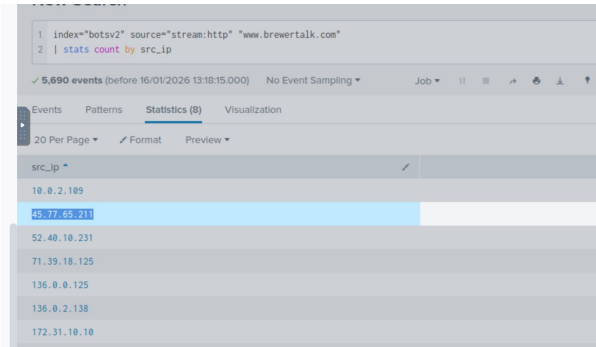 New Search
1 index="botsv2" source="stream:http" "www.brewertalk.com"
2 | stats count by src_ip
✓ 5,690 events (before 16/01/2026 13:18:15.000) No Event Sampling ▾ Job ▾
Events Patterns Statistics (8) Visualization
20 Per Page ▾ Format Preview ▾
src_ip
10.0.2.109
45.77.65.211
52.40.10.231
71.39.18.125
136.0.0.125
136.0.2.138
172.31.10.10